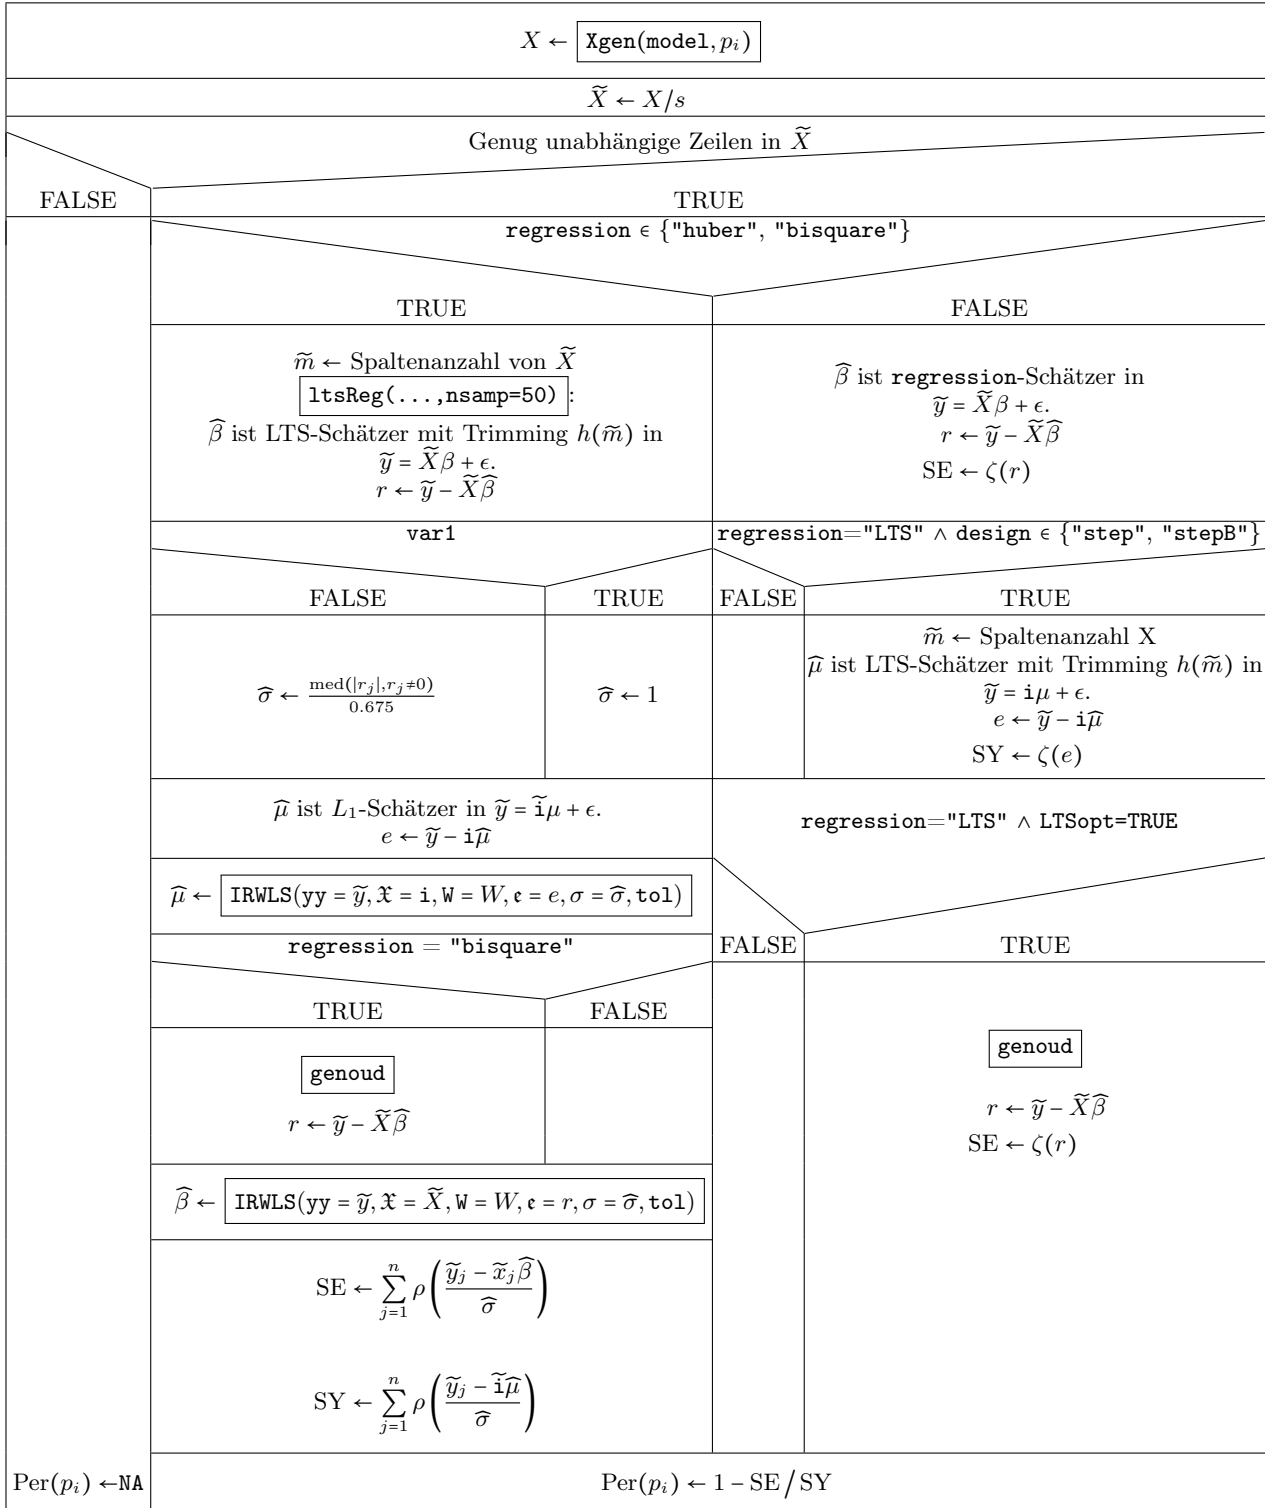 X ← Xgen(model, p_i)
X̃ ← X/s
Genug unabhängige Zeilen in X̃
FALSE
TRUE
regression ∈ {"huber", "bisquare"}
TRUE
FALSE
m̃ ← Spaltenanzahl von X̃
ltsReg(...,nsamp=50):
β̂ ist LTS-Schätzer mit Trimming h(m̃) in
ỹ = X̃β + ϵ.
r ← ỹ − X̃β̂
β̂ ist regression-Schätzer in
ỹ = X̃β + ϵ.
r ← ỹ − X̃β̂
SE ← ζ(r)
var1
regression="LTS" ∧ design ∈ {"step", "stepB"}
FALSE
TRUE
FALSE
TRUE
σ̂ ← med(|r_j|,r_j≠0)/0.675
σ̂ ← 1
m̃ ← Spaltenanzahl X
μ̂ ist LTS-Schätzer mit Trimming h(m̃) in
ỹ = iμ + ϵ.
e ← ỹ − iμ̂
SY ← ζ(e)
μ̂ ist L_1-Schätzer in ỹ = ĩμ + ϵ.
e ← ỹ − iμ̂
regression="LTS" ∧ LTSopt=TRUE
μ̂ ← IRWLS(yy = ỹ, 𝔛 = i, W = W, 𝔢 = e, σ = σ̂, tol)
FALSE
TRUE
regression = "bisquare"
TRUE
FALSE
genoud
r ← ỹ − X̃β̂
genoud
r ← ỹ − X̃β̂
SE ← ζ(r)
β̂ ← IRWLS(yy = ỹ, 𝔛 = X̃, W = W, 𝔢 = r, σ = σ̂, tol)
SE ← ∑_{j=1}^{n} ρ((ỹ_j − x̃_jβ̂)/σ̂)
SY ← ∑_{j=1}^{n} ρ((ỹ_j − ĩμ̂)/σ̂)
Per(p_i) ←NA
Per(p_i) ← 1 − SE/SY